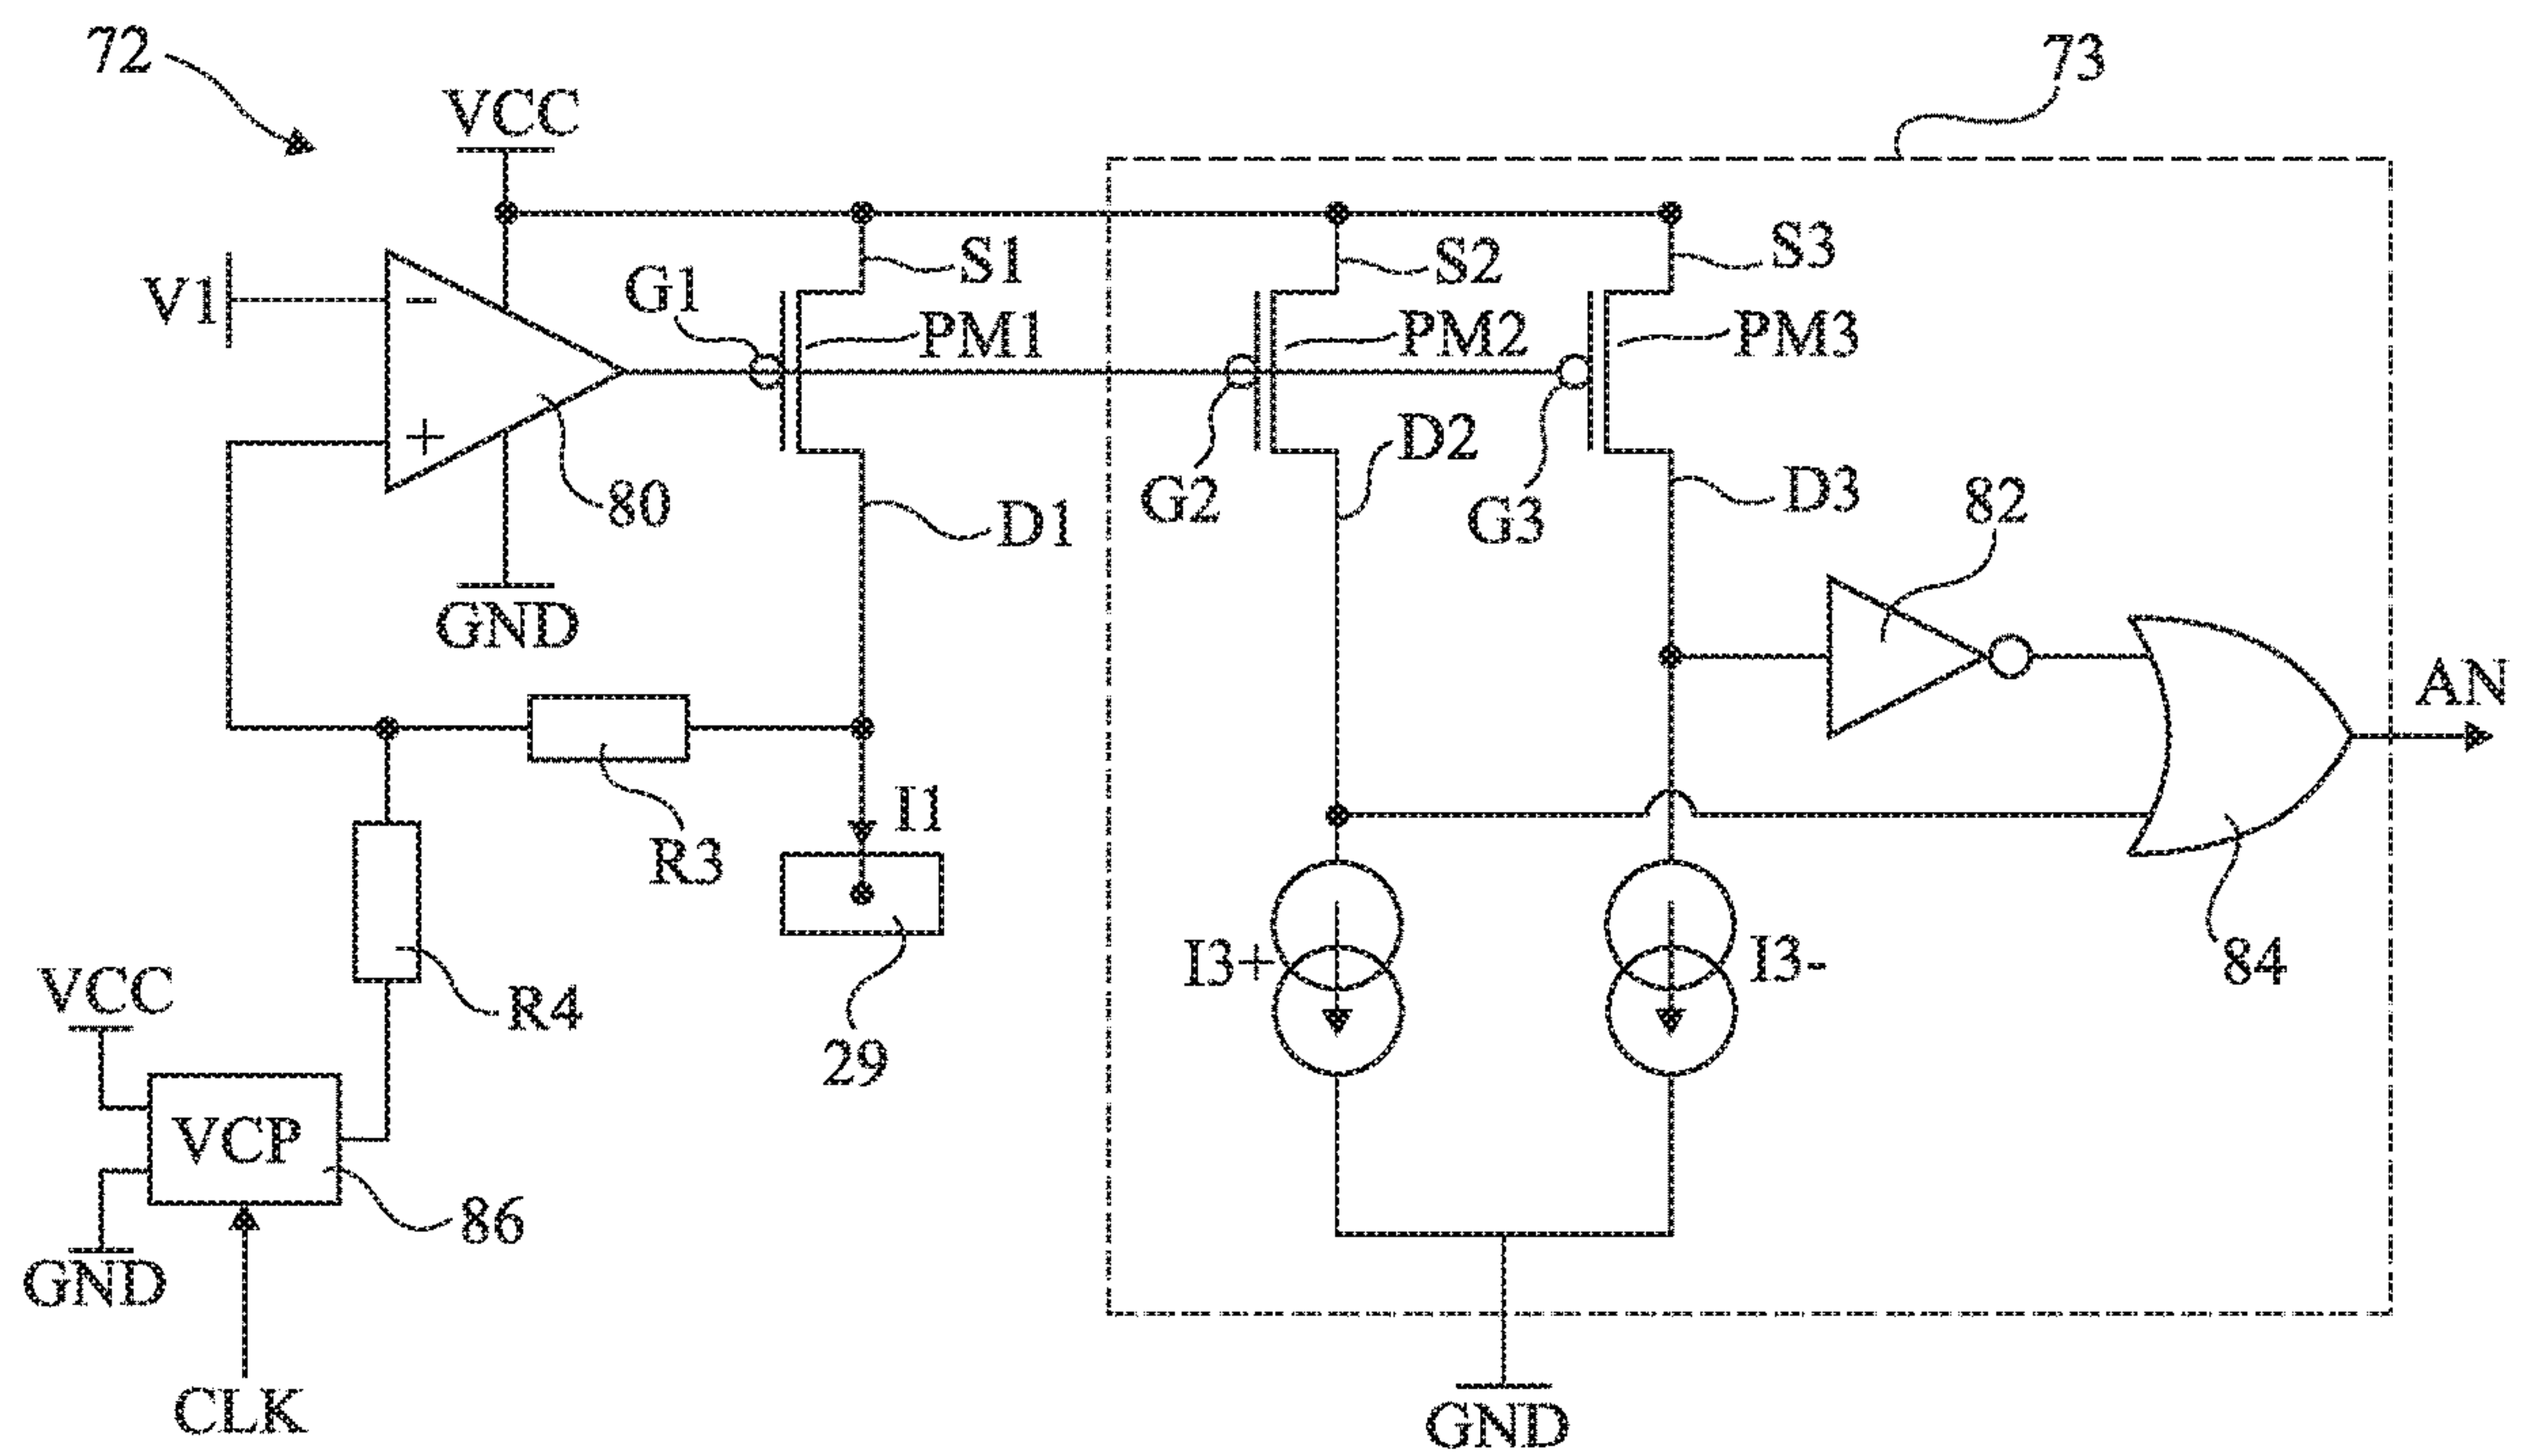 72
73
VCC
S1
S2
S3
V1
-
G1
PM1
PM2
PM3
+
80
D1
G2
D2
G3
D3
82
GND
AN
I1
R3
I3+
I3-
84
VCC
R4
29
VCP
86
GND
CLK
GND